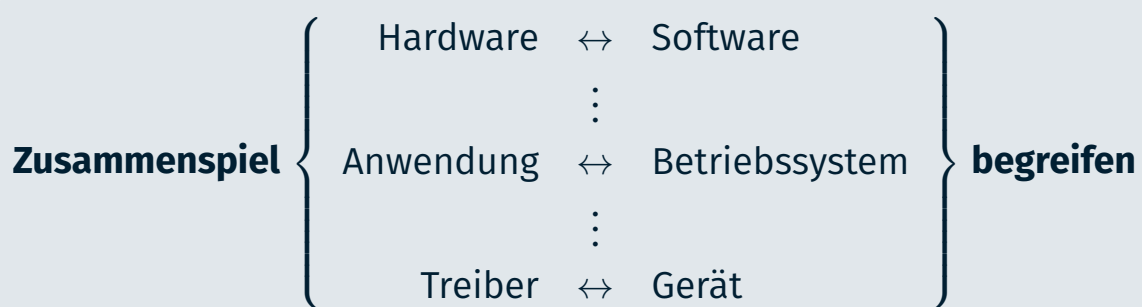 Hardware ↔ Software
⋮
Zusammenspiel { Anwendung ↔ Betriebssystem } begreifen
⋮
Treiber ↔ Gerät